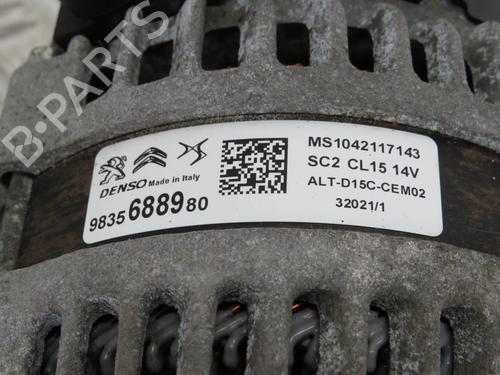 B-PARTS
DENSO Made in Italy
9835688980
MS1042117143
SC2 CL15 14V
ALT-D15C-CEM02
32021/1